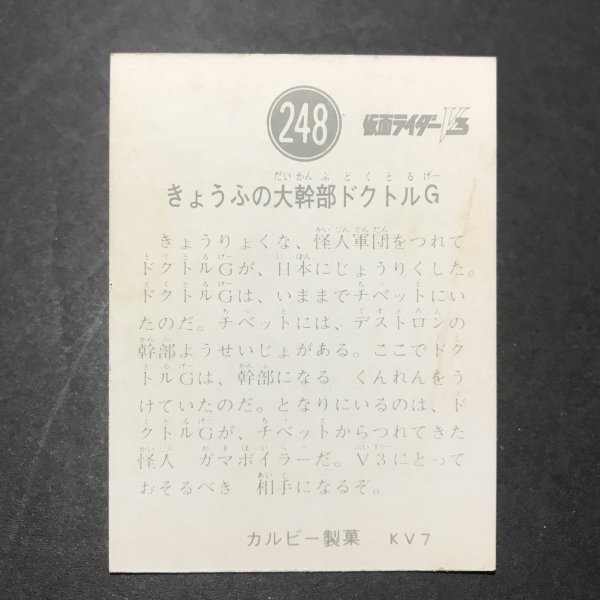 248
仮面ライダーV3
きょうふの大幹部ドクトルG
きょうりょくな、怪人軍団をつれて
ドクトルGが、日本にじょうりくした。
ドクトルGは、いままでチベットにい
たのだ。チベットには、デストロンの
幹部ようせいじょがある。ここでドク
トルGは、幹部になる くんれんをう
けていたのだ。となりにいるのは、ド
クトルGが、チベットからつれてきた
怪人 ガマボイラーだ。V3にとって
おそるべき 相手になるぞ。
カルビー製菓 KV7